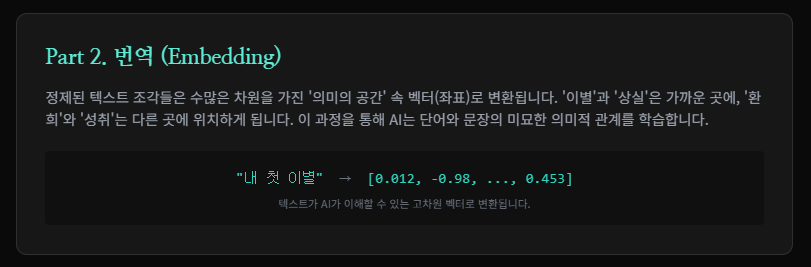 Part 2. 번역 (Embedding)
정제된 텍스트 조각들은 수많은 차원을 가진 '의미의 공간' 속 벡터(좌표)로 변환됩니다. '이별'과 '상실'은 가까운 곳에, '환
희'와 '성취'는 다른 곳에 위치하게 됩니다. 이 과정을 통해 AI는 단어와 문장의 미묘한 의미적 관계를 학습합니다.
"내 첫 이별" → [0.012, -0.98, ..., 0.453]
텍스트가 AI가 이해할 수 있는 고차원 벡터로 변환됩니다.